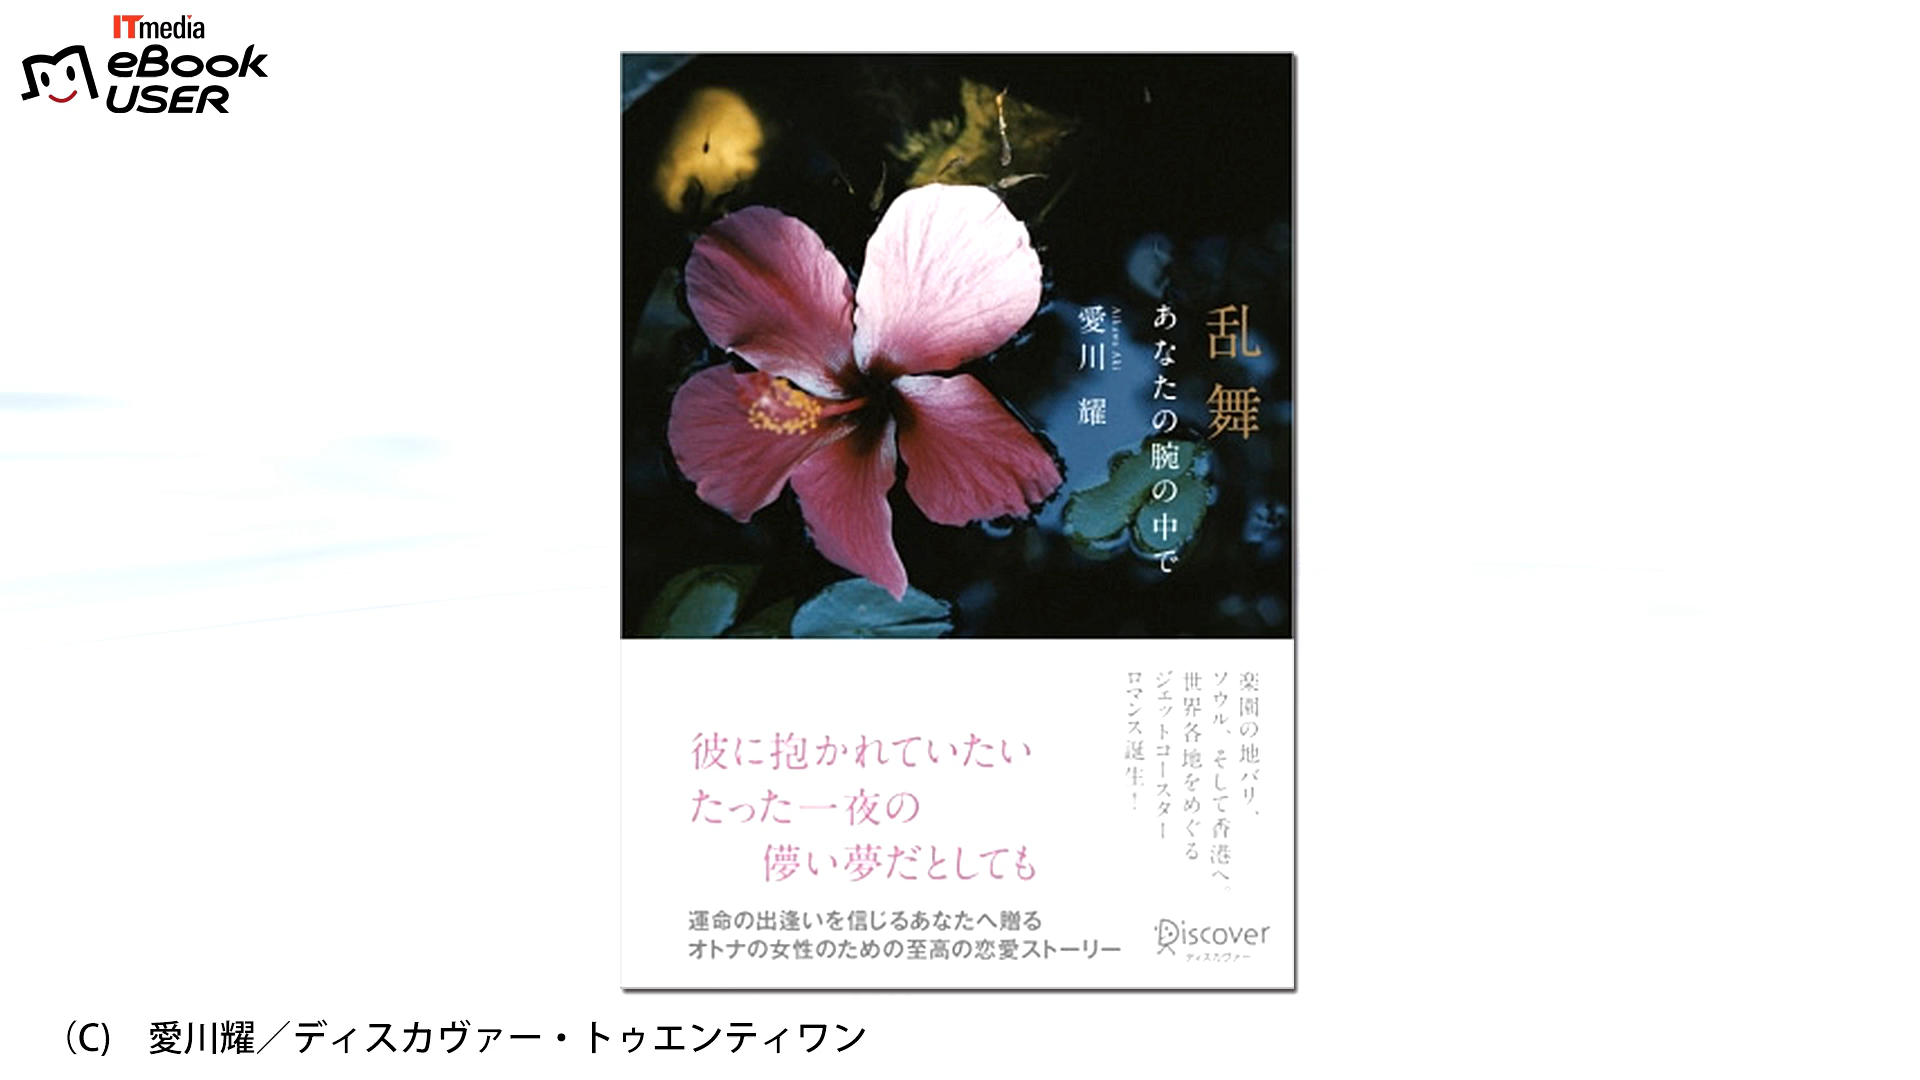 ITmedia
eBook
USER
乱舞
あなたの腕の中で
Aikawa Aki
愛川 耀
楽園の地バリ、
ソウル、そして香港へ。
世界各地をめぐる
ジェットコースター
ロマンス誕生！
彼に抱かれていたい
たった一夜の
儚い夢だとしても
運命の出逢いを信じるあなたへ贈る
オトナの女性のための至高の恋愛ストーリー
Discover
ディスカヴァー
（C）　愛川耀／ディスカヴァー・トゥエンティワン